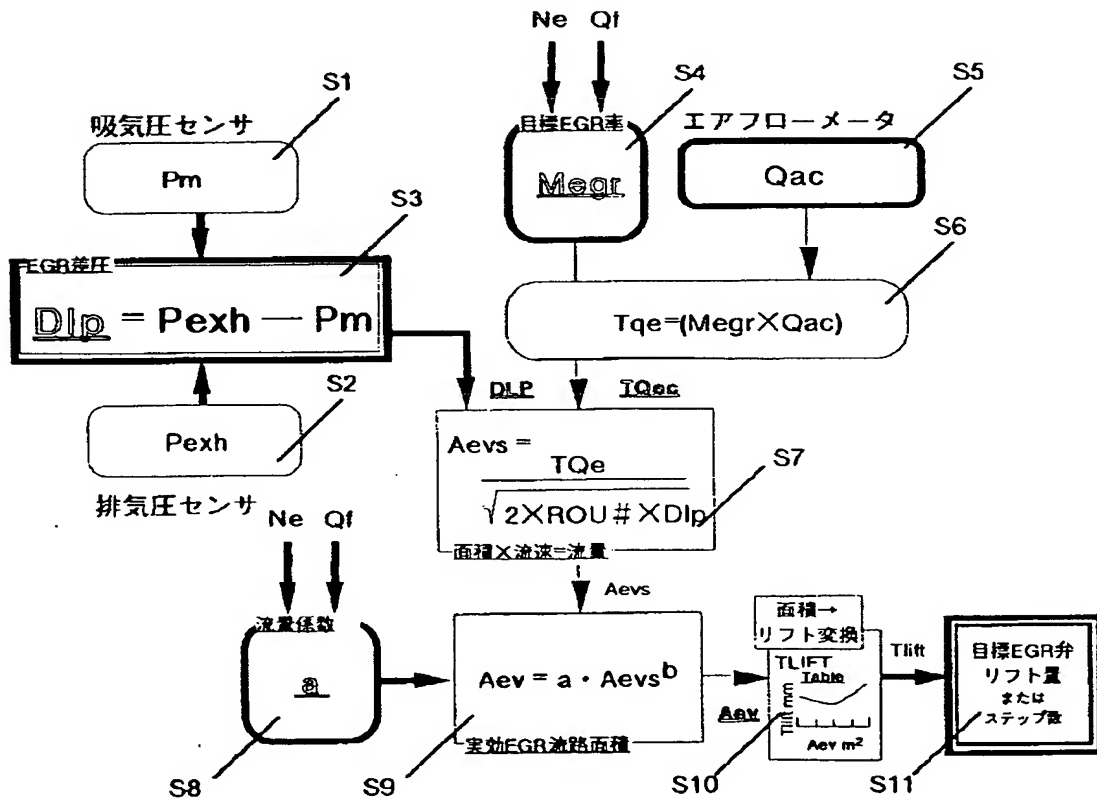 Ne Qf
S1
S4
S5
吸気圧センサ
目標EGR率
エアフローメータ
Pm
Megr
Qac
S3
S6
EGR差圧
Dlp = Pexh — Pm
Tqe=(Megr×Qac)
S2
DLP
TQec
Pexh
Aevs =
TQe
√2×ROU#×Dlp
S7
排気圧センサ
面積×流速=流量
Ne Qf
Aevs
流量係数
a
Aev = a・Aevsb
実効EGR流路面積
Aev
面積→
リフト変換
TLIFT
Table
Tlift mm
Aev m2
Tlift
目標EGR弁
リフト量
または
ステップ数
S8
S9
S10
S11